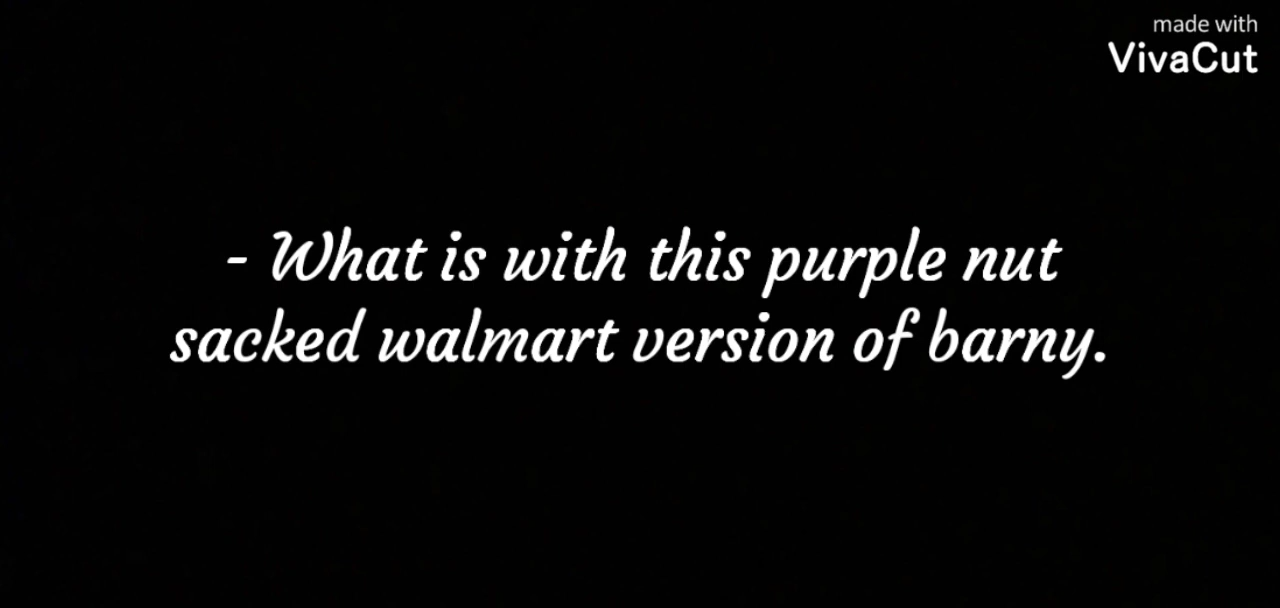 made with
VivaCut
- What is with this purple nut
sacked walmart version of barny.